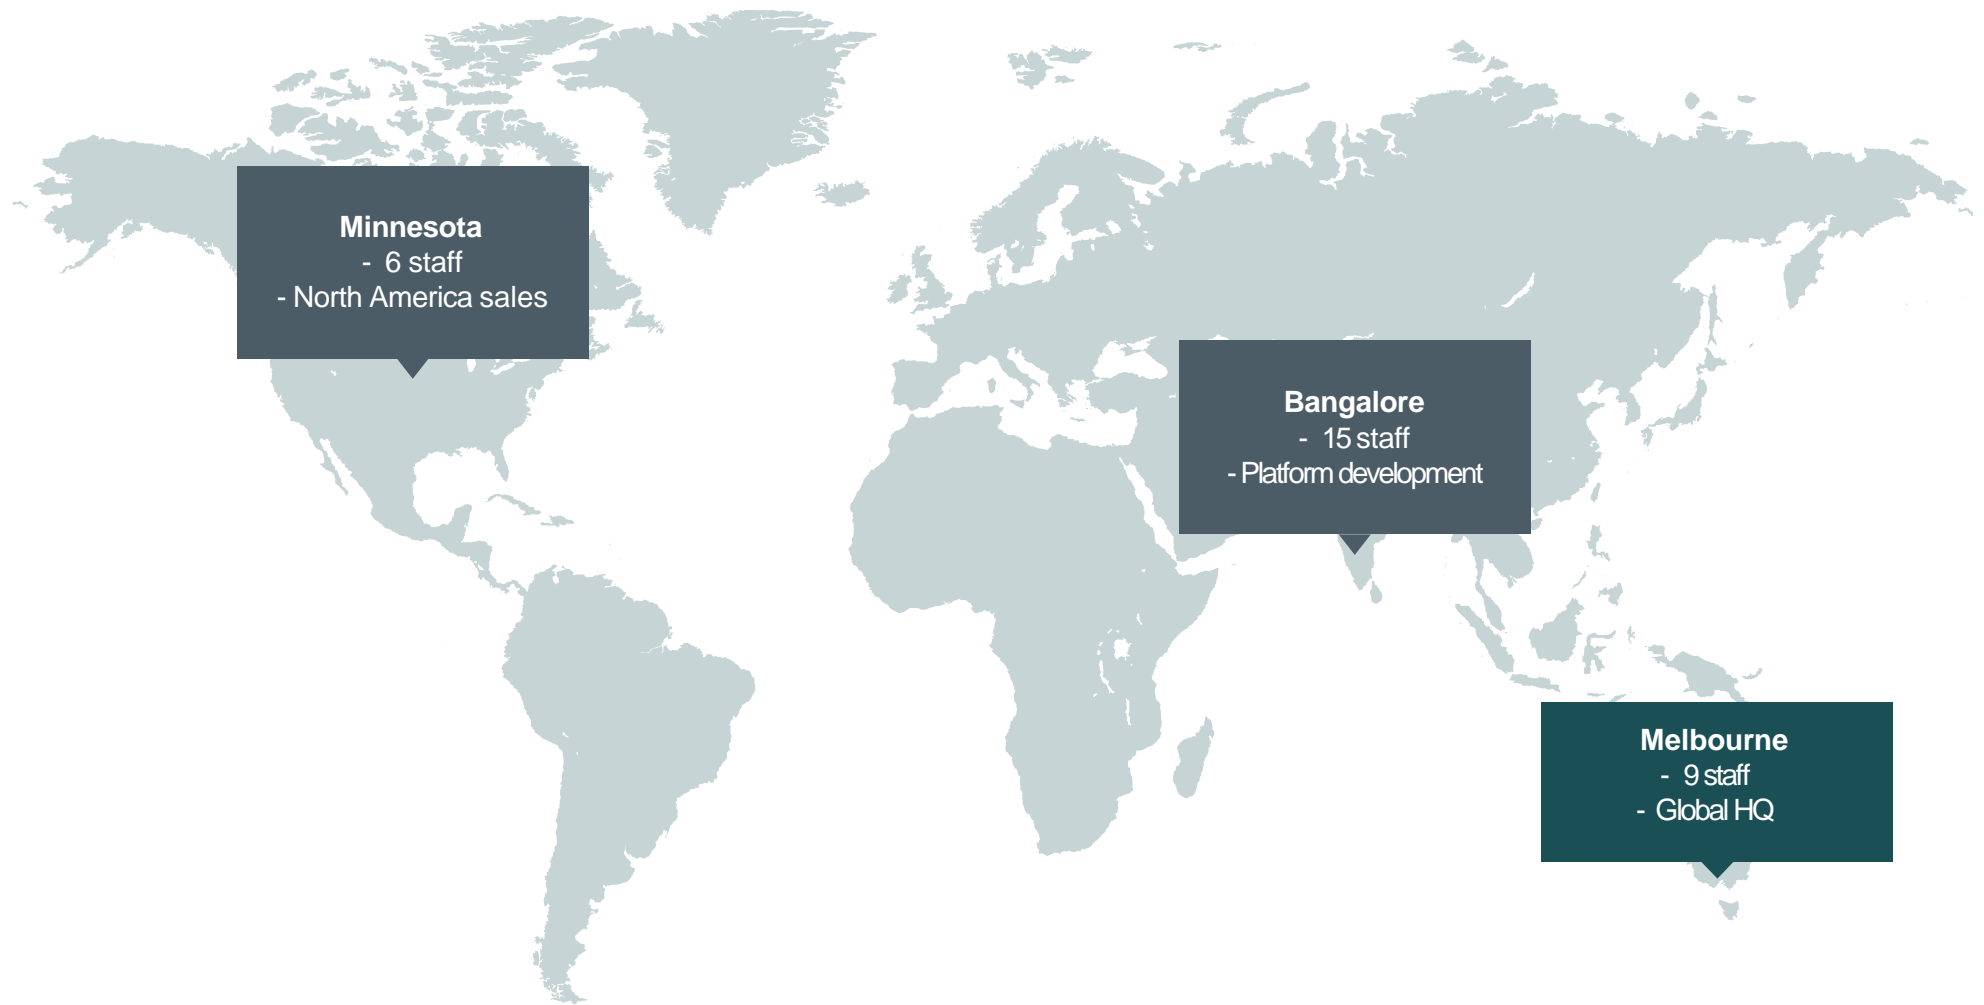 Minnesota
- 6 staff
- North America sales
Bangalore
- 15 staff
- Platform development
Melbourne
- 9 staff
- Global HQ